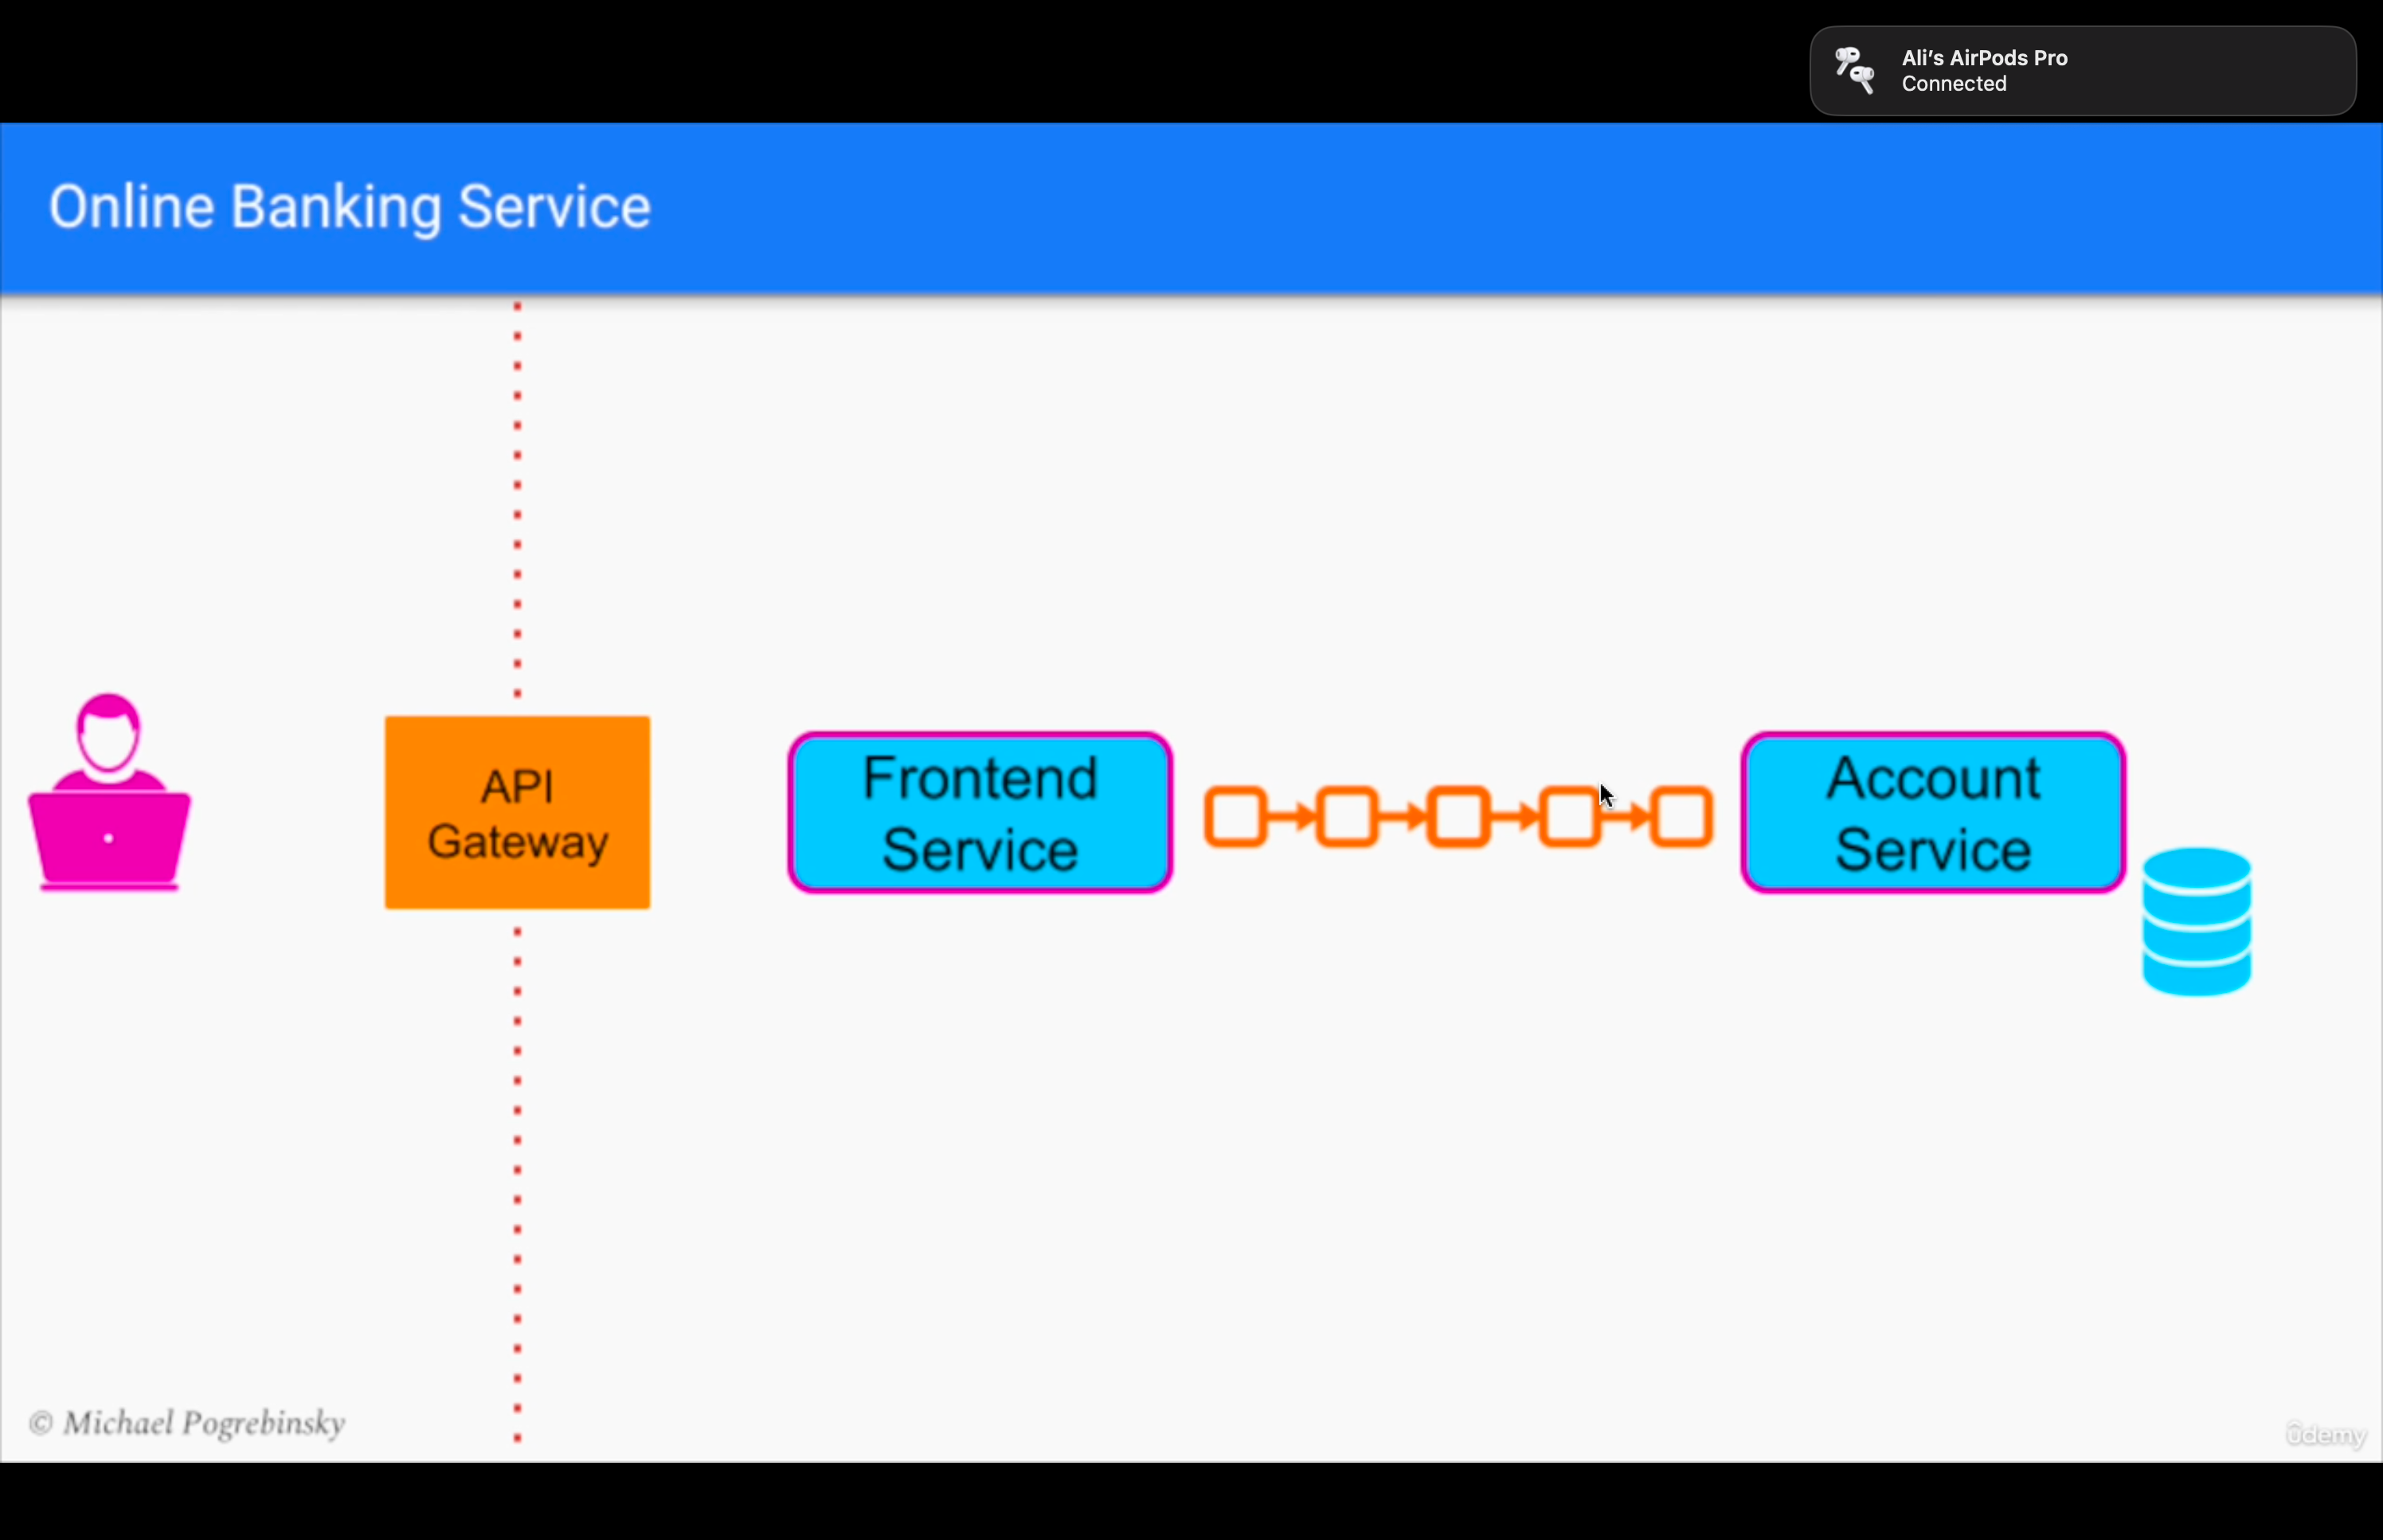 Ali’s AirPods Pro
Connected
Online Banking Service
API
Gateway
Frontend
Service
Account
Service
© Michael Pogrebinsky
ûdemy